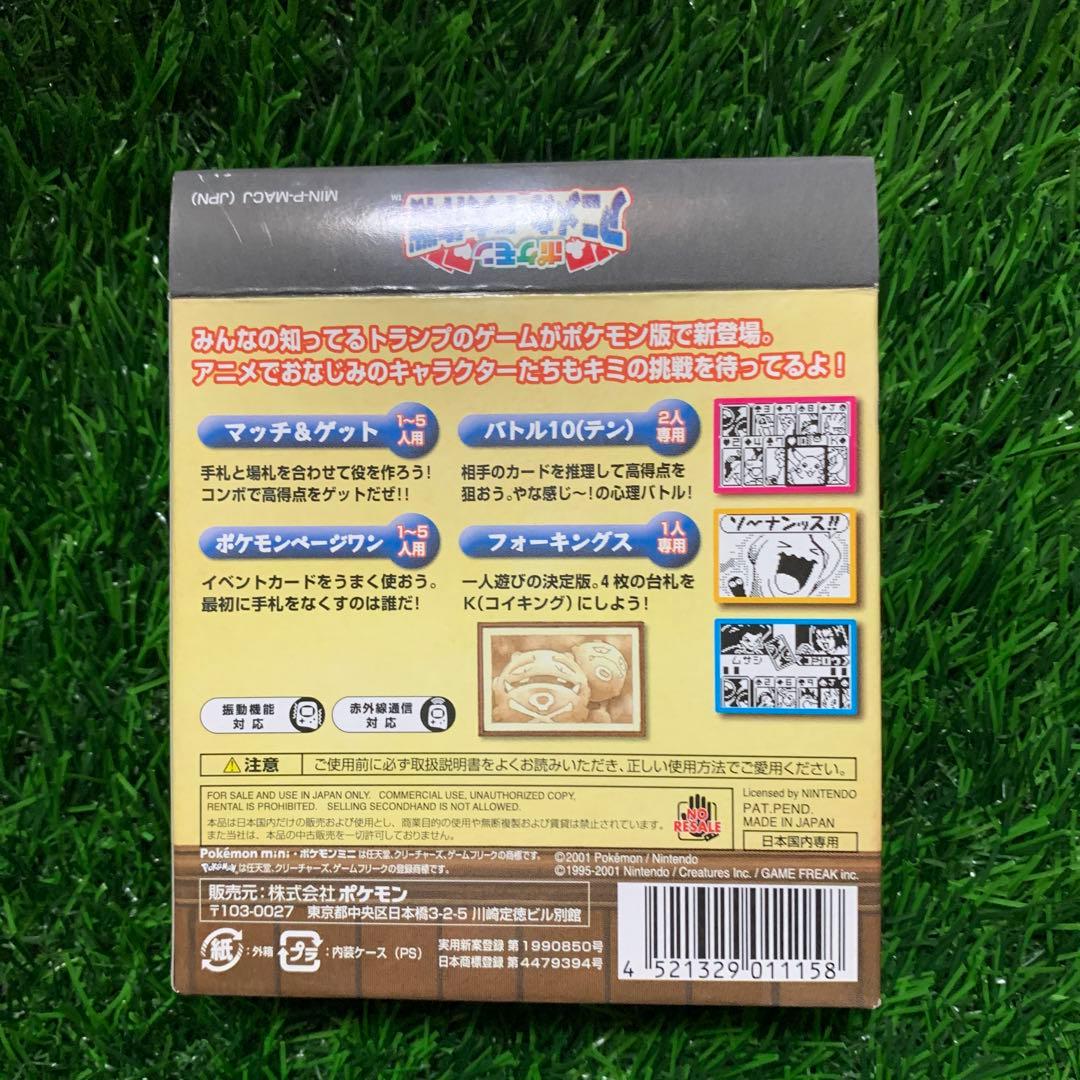 MIN-P-MACJ (JPN)
ポケモン
アニメカード大作戦
TM
みんなの知ってるトランプのゲームがポケモン版で新登場。
アニメでおなじみのキャラクターたちもキミの挑戦を待ってるよ！
マッチ＆ゲット 1〜5人用
手札と場札を合わせて役を作ろう！
コンボで高得点をゲットだぜ!!
バトル10(テン) 2人専用
相手のカードを推理して高得点を
狙おう。やな感じ〜！の心理バトル！
ポケモンページワン 1〜5人用
イベントカードをうまく使おう。
最初に手札をなくすのは誰だ！
フォーキングス 1人専用
一人遊びの決定版。4枚の台札を
K(コイキング)にしよう！
ソ〜ナンッス!!
ムサシ
振動機能
対応
赤外線通信
対応
注意 ご使用前に必ず取扱説明書をよくお読みいただき、正しい使用方法でご愛用ください。
FOR SALE AND USE IN JAPAN ONLY. COMMERCIAL USE, UNAUTHORIZED COPY,
RENTAL IS PROHIBITED. SELLING SECONDHAND IS NOT ALLOWED.
本品は日本国内だけの販売および使用とし、商業目的の使用や無断複製および賃貸は禁止されています。
また当社は、本品の中古販売を一切許可しておりません。
NO
RESALE
Licensed by NINTENDO
PAT.PEND.
MADE IN JAPAN
日本国内専用
Pokémon mini・ポケモンミニは任天堂、クリーチャーズ、ゲームフリークの商標です。
POKéMONは任天堂、クリーチャーズ、ゲームフリークの登録商標です。
©2001 Pokémon / Nintendo
©1995-2001 Nintendo / Creatures Inc. / GAME FREAK inc.
販売元：株式会社 ポケモン
〒103-0027 東京都中央区日本橋3-2-5 川崎定徳ビル別館
紙：外箱 プラ：内装ケース（PS）
実用新案登録 第1990850号
日本商標登録 第4479394号
4 521329 011158